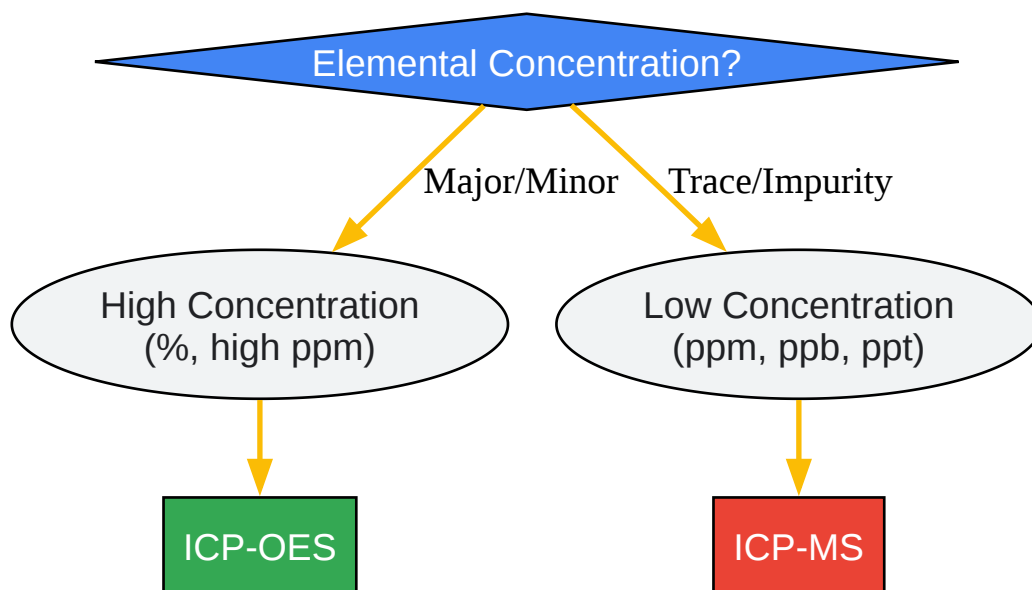 Elemental Concentration?
Major/Minor
Trace/Impurity
High Concentration
(%, high ppm)
Low Concentration
(ppm, ppb, ppt)
ICP-OES
ICP-MS